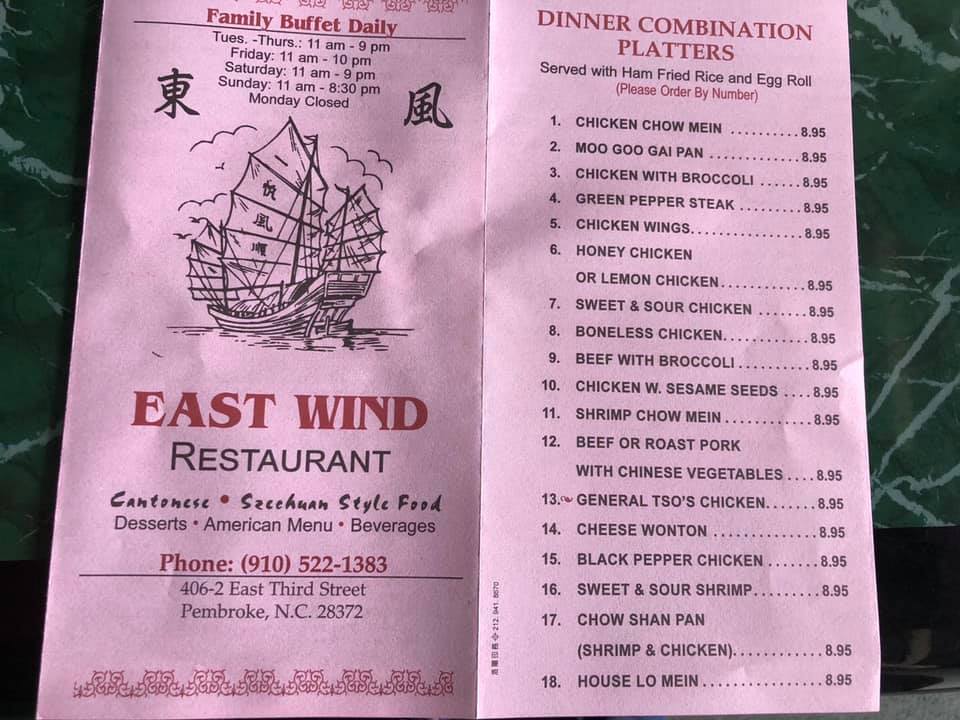 Family Buffet Daily
Tues. -Thurs.: 11 am - 9 pm
Friday: 11 am - 10 pm
Saturday: 11 am - 9 pm
Sunday: 11 am - 8:30 pm
Monday Closed
東 風
風
順
EAST WIND
RESTAURANT
Cantonese • Szechuan Style Food
Desserts • American Menu • Beverages
Phone: (910) 522-1383
406-2 East Third Street
Pembroke, N.C. 28372
212. 941. 8670
DINNER COMBINATION
PLATTERS
Served with Ham Fried Rice and Egg Roll
(Please Order By Number)
1. CHICKEN CHOW MEIN .......... 8.95
2. MOO GOO GAI PAN ............ 8.95
3. CHICKEN WITH BROCCOLI ...... 8.95
4. GREEN PEPPER STEAK ......... 8.95
5. CHICKEN WINGS............... 8.95
6. HONEY CHICKEN
OR LEMON CHICKEN............ 8.95
7. SWEET & SOUR CHICKEN ....... 8.95
8. BONELESS CHICKEN............ 8.95
9. BEEF WITH BROCCOLI ......... 8.95
10. CHICKEN W. SESAME SEEDS .... 8.95
11. SHRIMP CHOW MEIN ........... 8.95
12. BEEF OR ROAST PORK
WITH CHINESE VEGETABLES .... 8.95
13. GENERAL TSO'S CHICKEN....... 8.95
14. CHEESE WONTON ............. 8.95
15. BLACK PEPPER CHICKEN ....... 8.95
16. SWEET & SOUR SHRIMP......... 8.95
17. CHOW SHAN PAN
(SHRIMP & CHICKEN)............ 8.95
18. HOUSE LO MEIN ................ 8.95